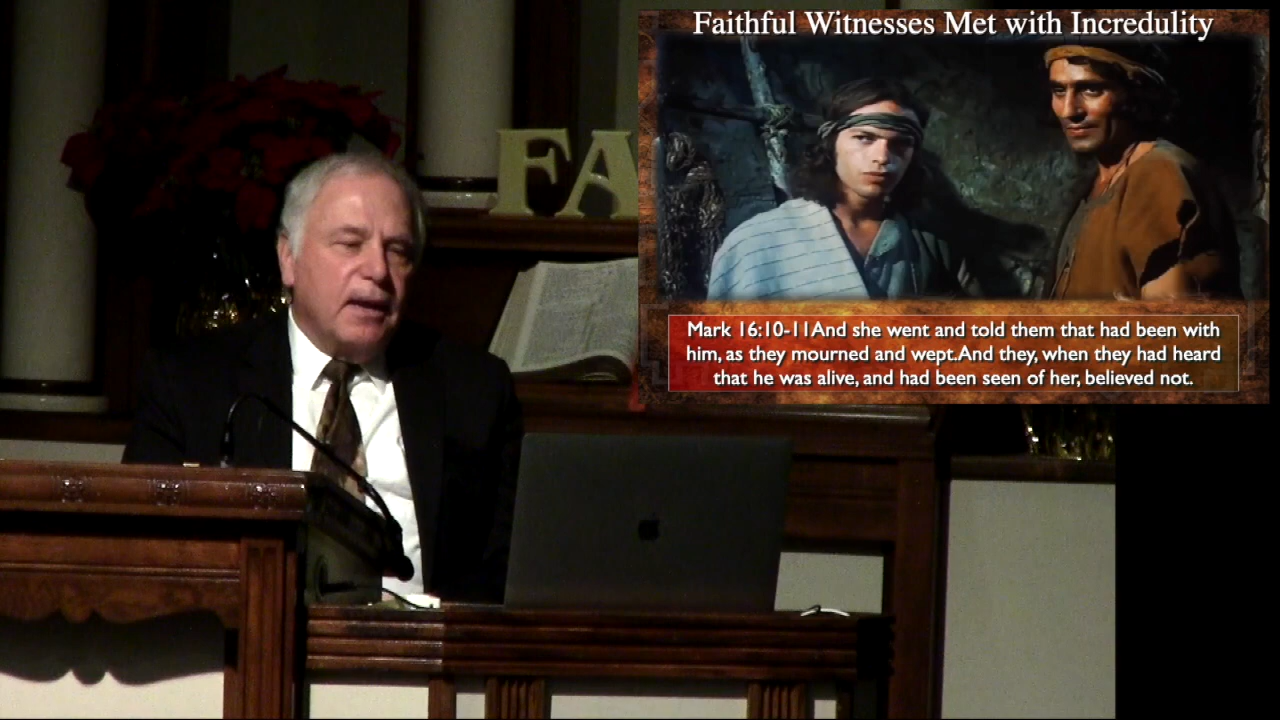 Faithful Witnesses Met with Incredulity
FA
Mark 16:10-11And she went and told them that had been with
him, as they mourned and wept.And they, when they had heard
that he was alive, and had been seen of her, believed not.